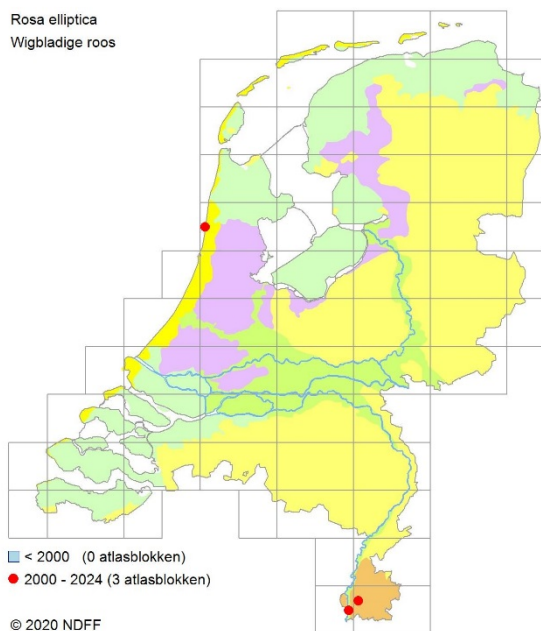 Rosa elliptica
Wigbladige roos
< 2000 (0 atlasblokken)
2000 - 2024 (3 atlasblokken)
© 2020 NDFF